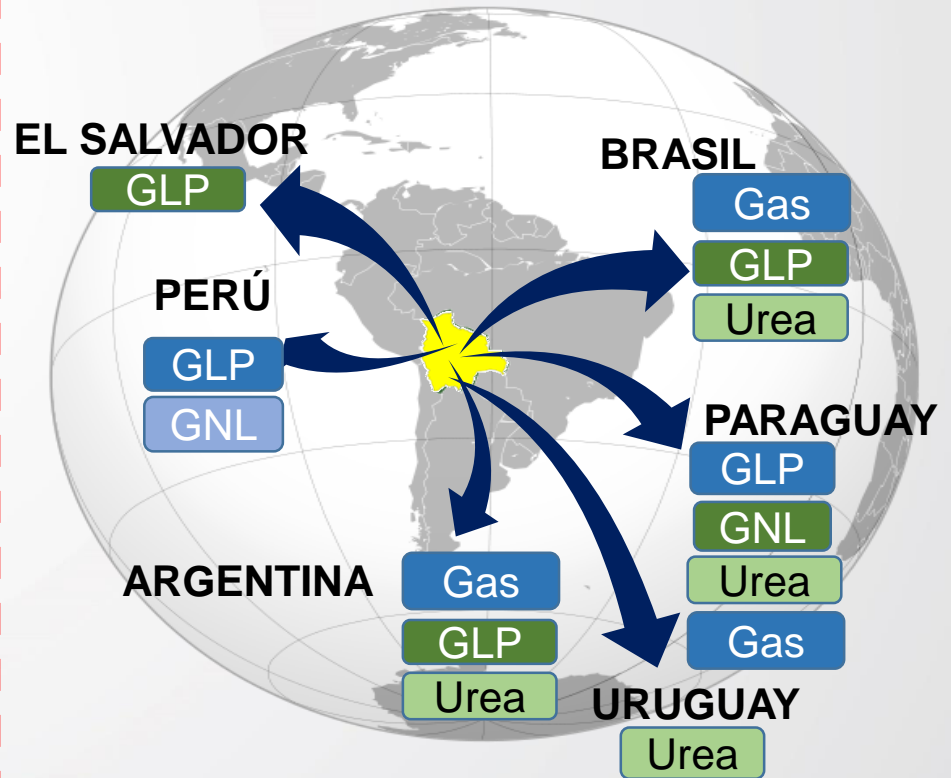 EL SALVADOR
GLP
PERÚ
GLP
GNL
BRASIL
Gas
GLP
Urea
PARAGUAY
GLP
GNL
Urea
Gas
ARGENTINA
Gas
GLP
Urea
URUGUAY
Urea